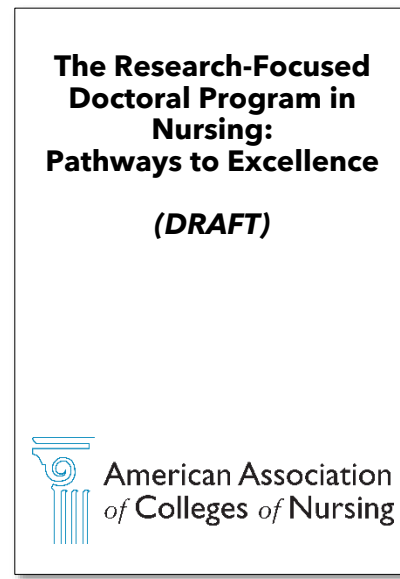 The Research-Focused
Doctoral Program in
Nursing:
Pathways to Excellence
(DRAFT)
American Association
of Colleges of Nursing